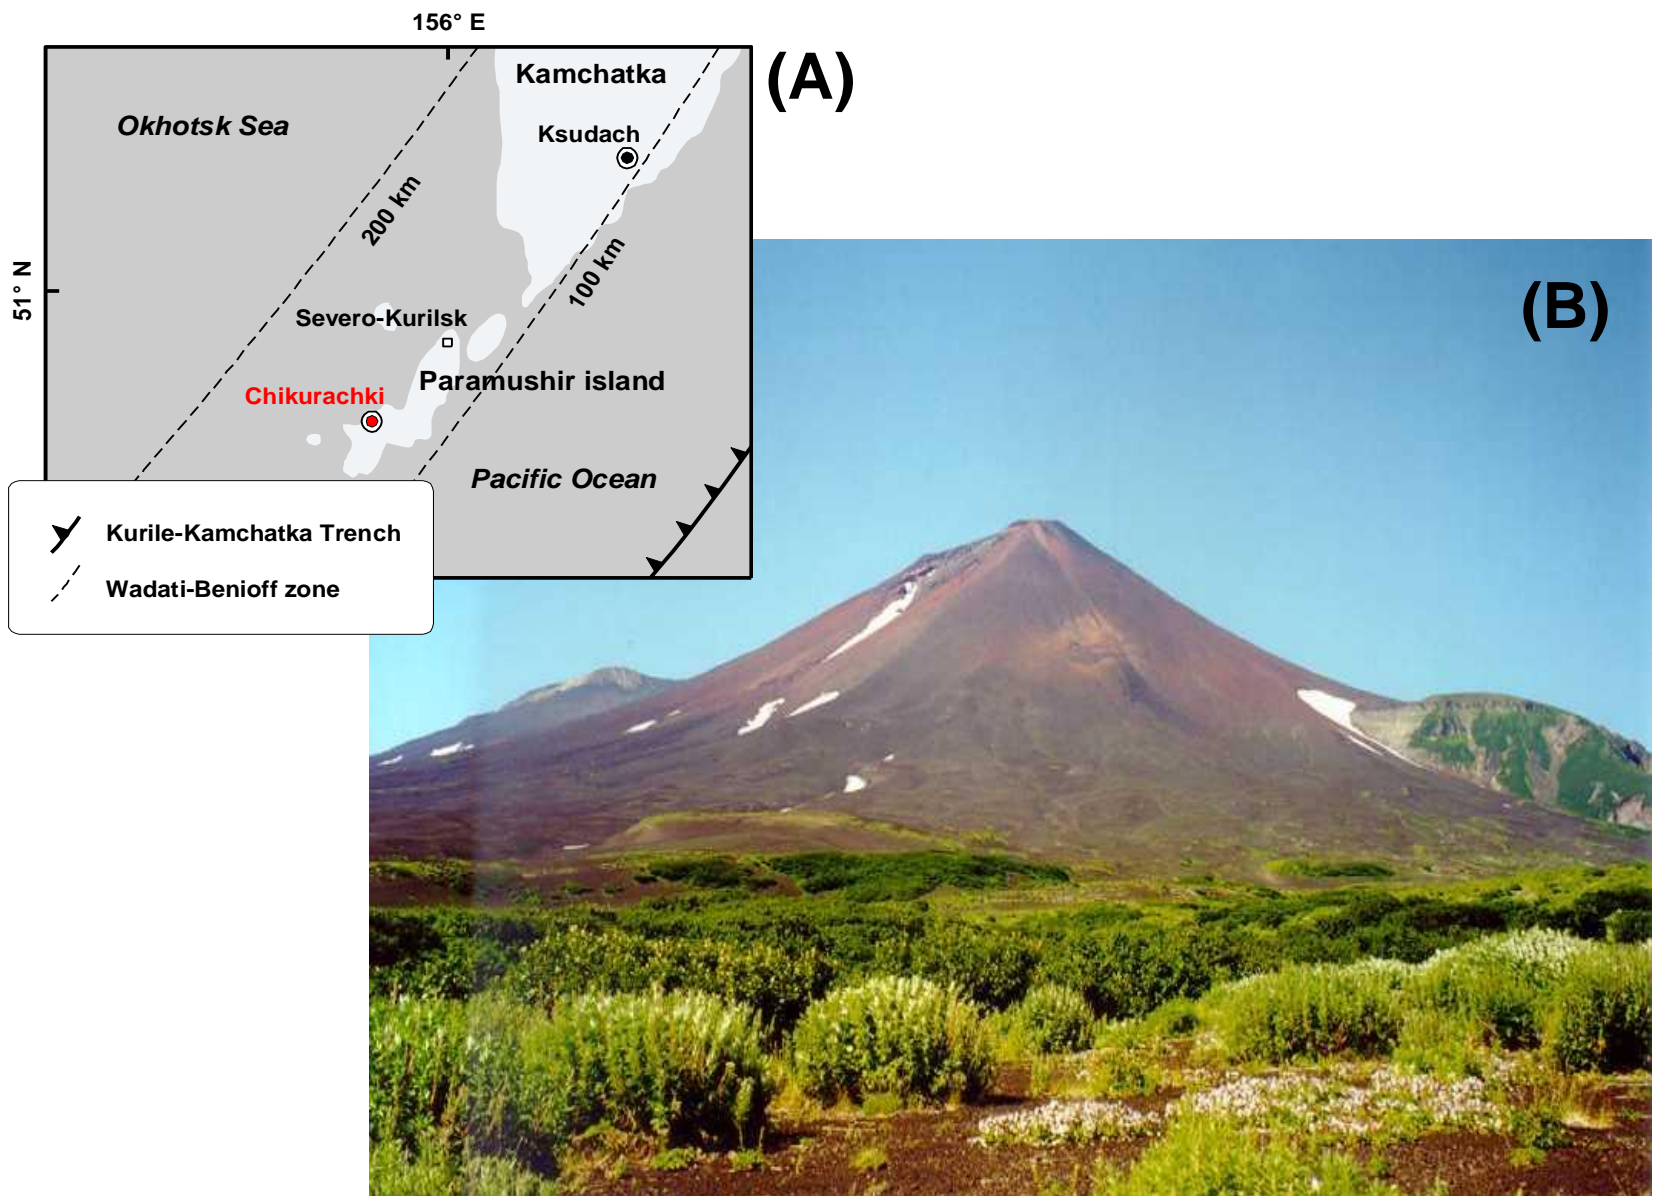 156° E
(A)
Kamchatka
Okhotsk Sea
Ksudach
200 km
100 km
51° N
(B)
Severo-Kurilsk
Paramushir island
Chikurachki
Pacific Ocean
Kurile-Kamchatka Trench
Wadati-Benioff zone